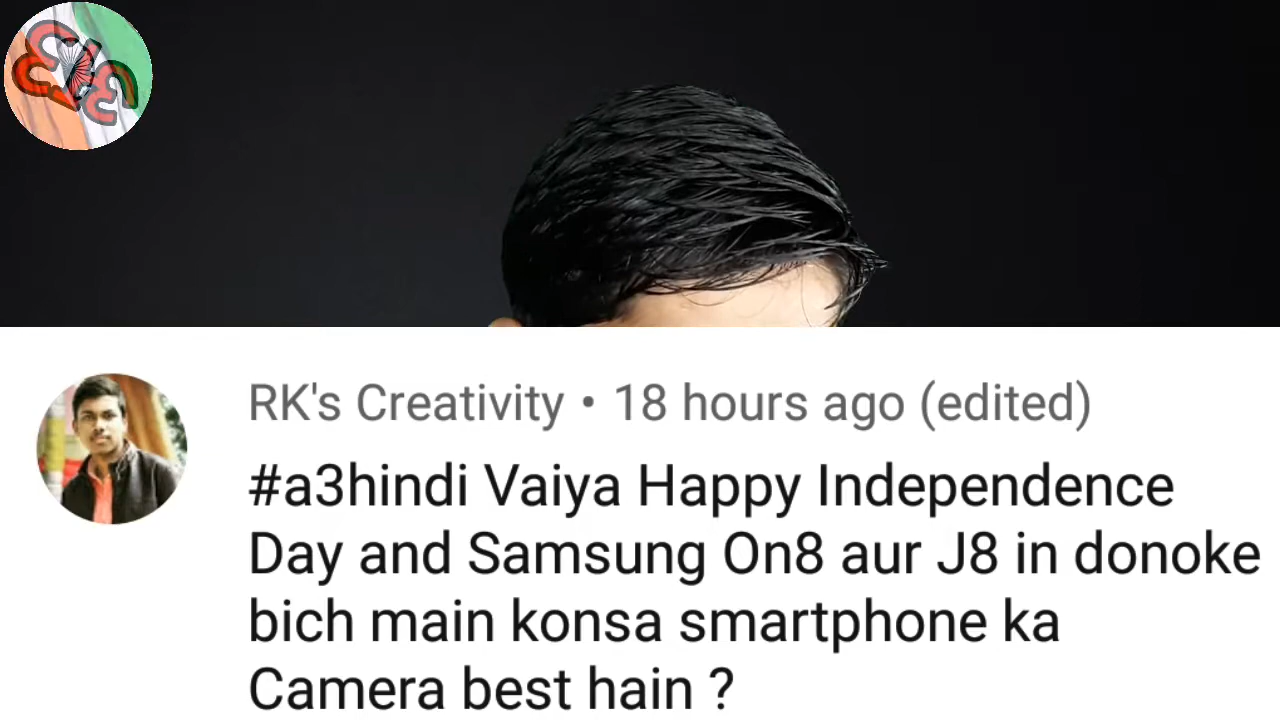 RK's Creativity • 18 hours ago (edited)
#a3hindi Vaiya Happy Independence
Day and Samsung On8 aur J8 in donoke
bich main konsa smartphone ka
Camera best hain ?